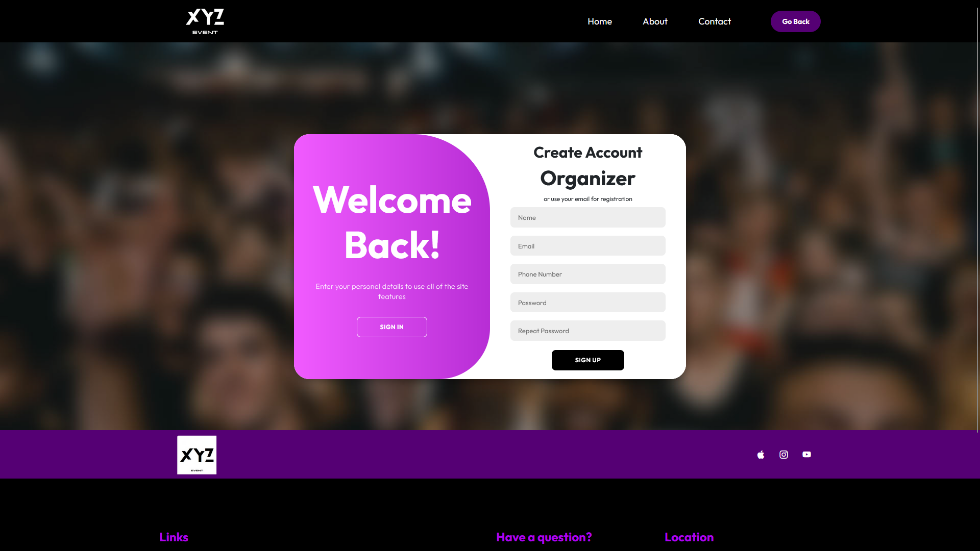 XYZ
EVENT
Home
About
Contact
Go Back
Welcome
Back!
Enter your personal details to use all of the site
features
SIGN IN
Create Account
Organizer
or use your email for registration
Name
Email
Phone Number
Password
Repeat Password
SIGN UP
XYZ
EVENT
Links
Have a question?
Location